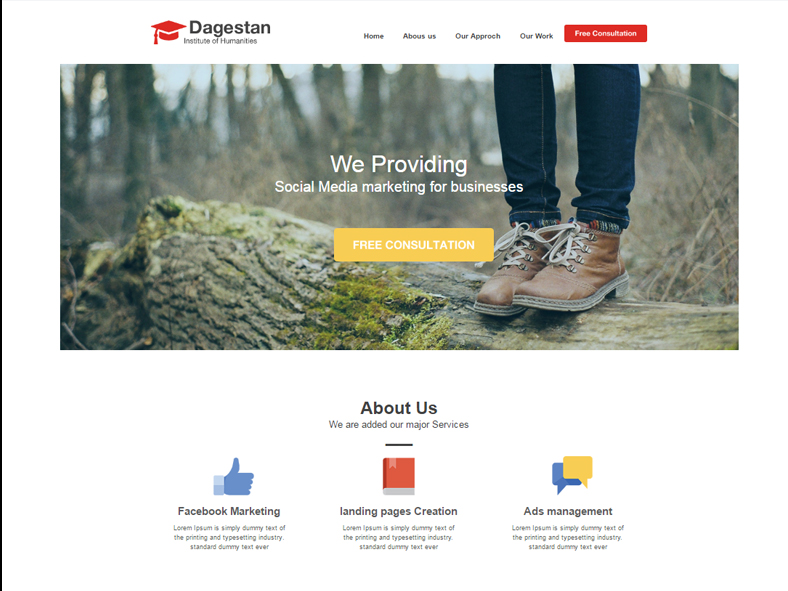 Dagestan
Institute of Humanities
Home Abous us Our Approch Our Work Free Consultation
We Providing
Social Media marketing for businesses
FREE CONSULTATION
About Us
We are added our major Services
Facebook Marketing landing pages Creation Ads management
Lorem Ipsum is simply dummy text of Lorem Ipsum is simply dummy text of Lorem Ipsum is simply dummy text of
the printing and typesetting industry. the printing and typesetting industry. the printing and typesetting industry.
standard dummy text ever standard dummy text ever standard dummy text ever